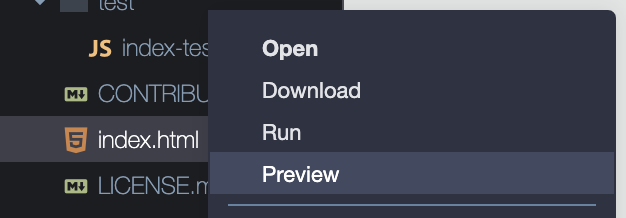 test
JS index-tes
CONTRIBU
index.html
LICENSE.m
Open
Download
Run
Preview